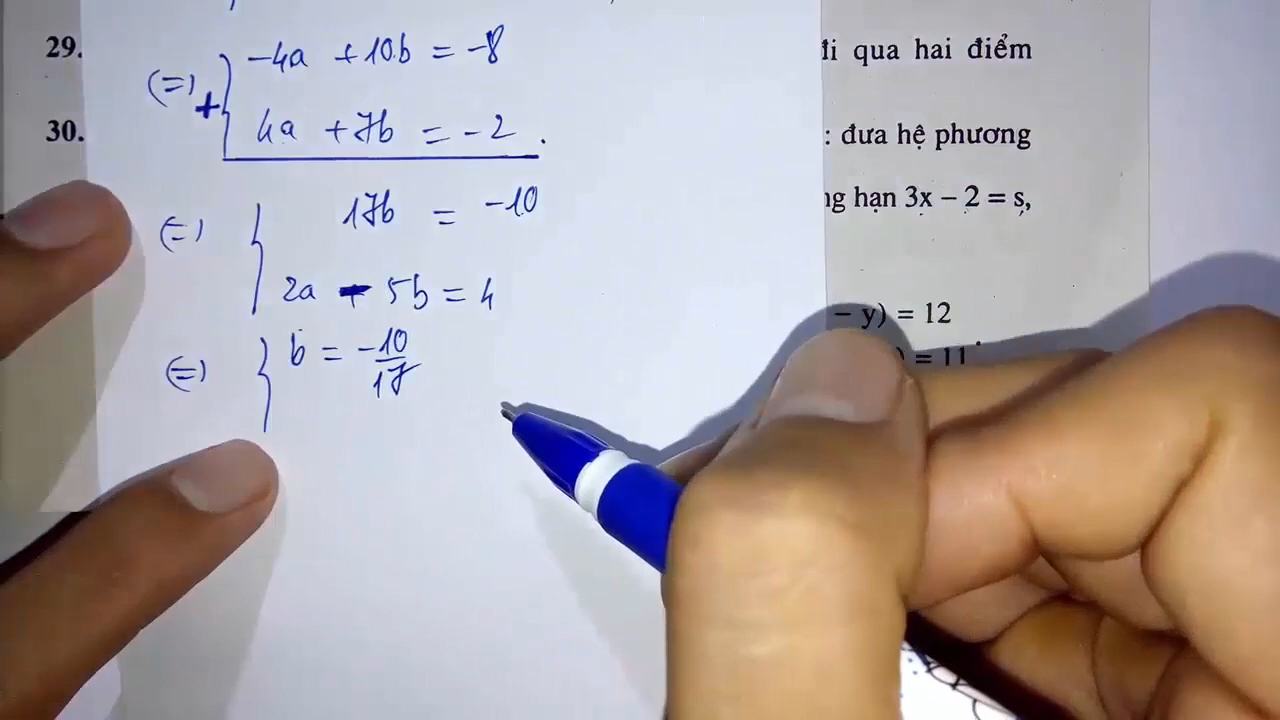 29.
(=) + { -4a + 10b = -8
đi qua hai điểm
30.
4a + 7b = -2 .
: đưa hệ phương
(=) { 17b = -10
hạn 3x – 2 = s,
2a - 5b = 4
(=) { b = -10/17
– y) = 12
) = 11